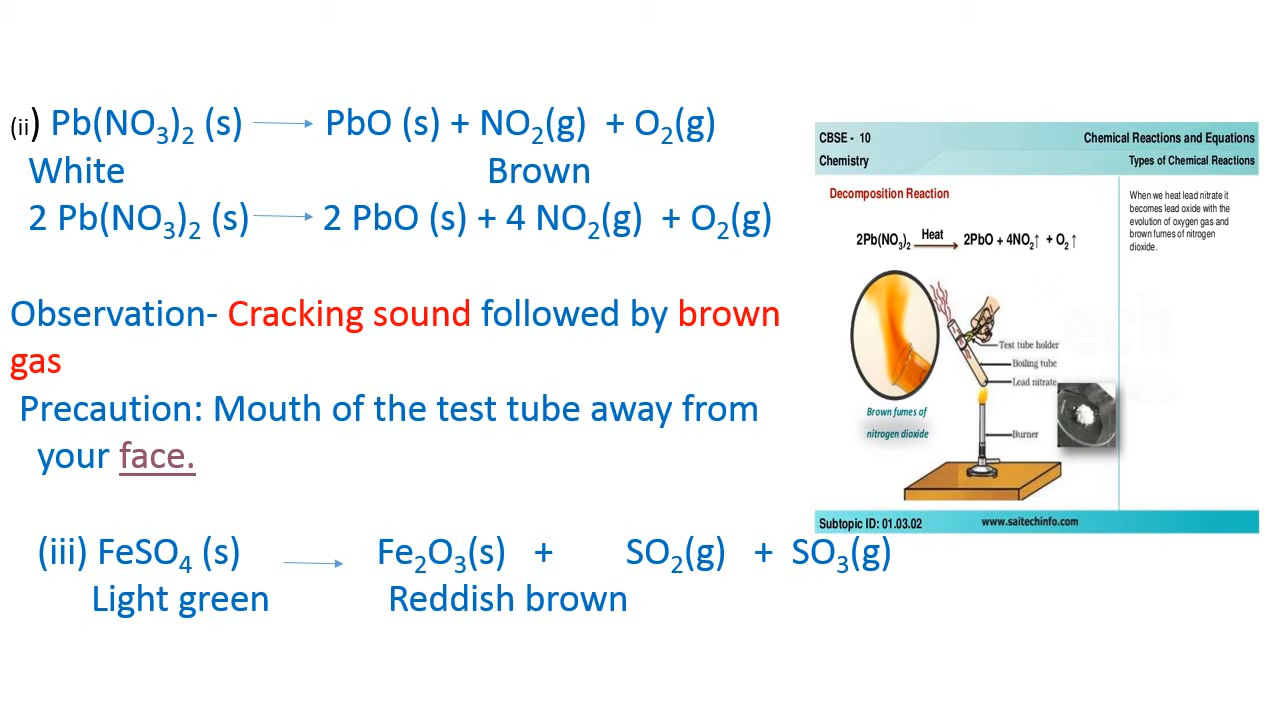 (ii) Pb(NO₃)₂ (s) → PbO (s) + NO₂(g) + O₂(g)
White Brown
2 Pb(NO₃)₂ (s) → 2 PbO (s) + 4 NO₂(g) + O₂(g)
Observation- Cracking sound followed by brown
gas
Precaution: Mouth of the test tube away from
your face.
(iii) FeSO₄ (s) → Fe₂O₃(s) + SO₂(g) + SO₃(g)
Light green Reddish brown
CBSE - 10 Chemical Reactions and Equations
Chemistry Types of Chemical Reactions
Decomposition Reaction
2Pb(NO₃)₂ Heat → 2PbO + 4NO₂↑ + O₂↑
Test tube holder
Boiling tube
Lead nitrate
Brown fumes of
nitrogen dioxide
Burner
When we heat lead nitrate it
becomes lead oxide with the
evolution of oxygen gas and
brown fumes of nitrogen
dioxide.
Subtopic ID: 01.03.02 www.saitechinfo.com